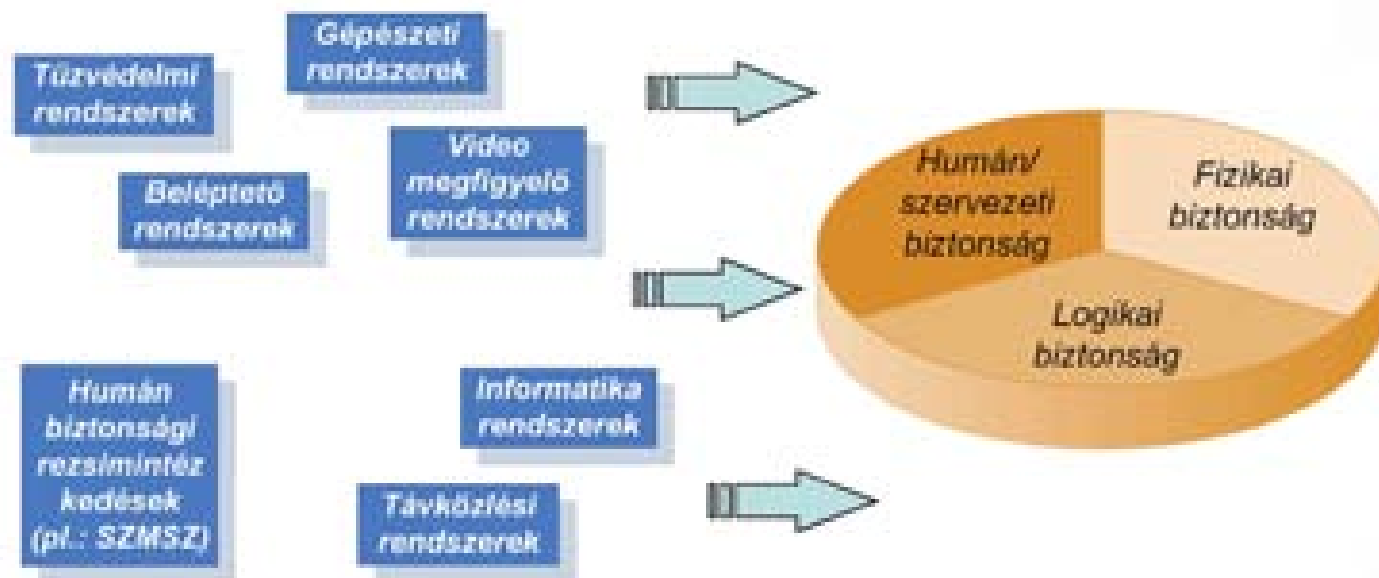 Gépészeti
rendszerek
Tűzvédelmi
rendszerek
Video
megfigyelő
rendszerek
Beléptető
rendszerek
Humán/
szervezeti
biztonság
Fizikai
biztonság
Logikai
biztonság
Humán
biztonsági
rezsimintéz
kedések
(pl.: SZMSZ)
Informatika
rendszerek
Távközlési
rendszerek